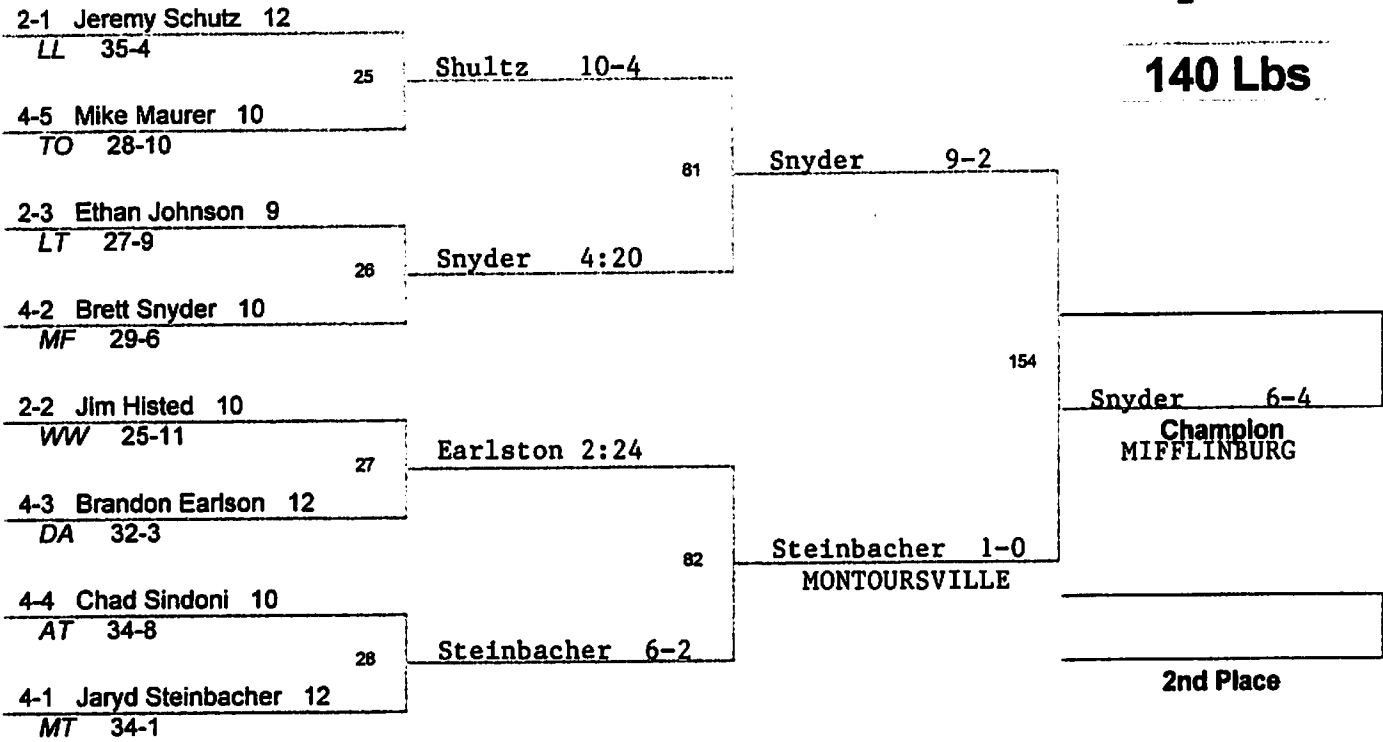 140 Lbs
2-1 Jeremy Schutz 12
LL 35-4
25
Shultz 10-4
4-5 Mike Maurer 10
TO 28-10
81
Snyder 9-2
2-3 Ethan Johnson 9
LT 27-9
26
Snyder 4:20
4-2 Brett Snyder 10
MF 29-6
154
Snyder 6-4
Champion
MIFFLINBURG
2-2 Jim Histed 10
WW 25-11
27
Earlston 2:24
4-3 Brandon Earlson 12
DA 32-3
82
Steinbacher 1-0
MONTOURSVILLE
4-4 Chad Sindoni 10
AT 34-8
28
Steinbacher 6-2
4-1 Jaryd Steinbacher 12
MT 34-1
2nd Place